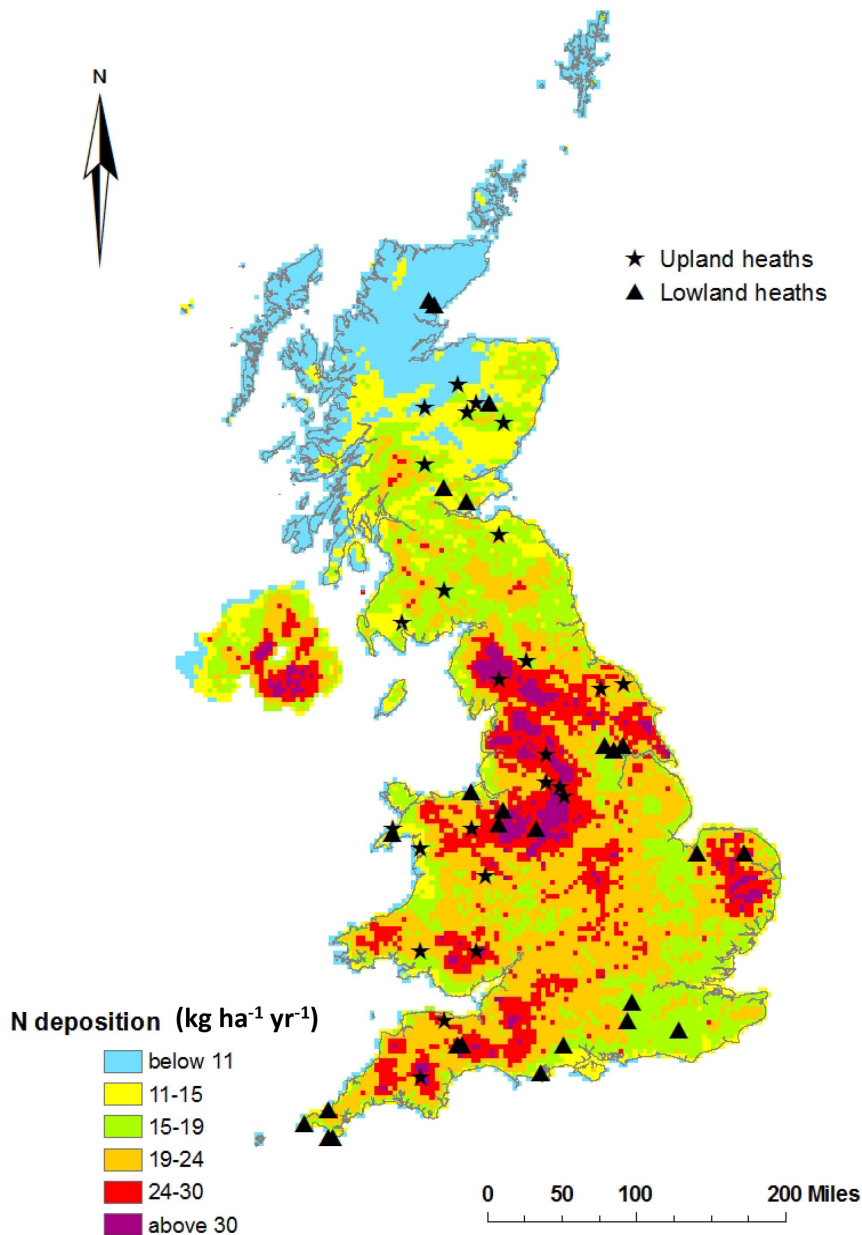 N
Upland heaths
Lowland heaths
N deposition (kg ha⁻¹ yr⁻¹)
below 11
11-15
15-19
19-24
24-30
above 30
0 50 100 200 Miles